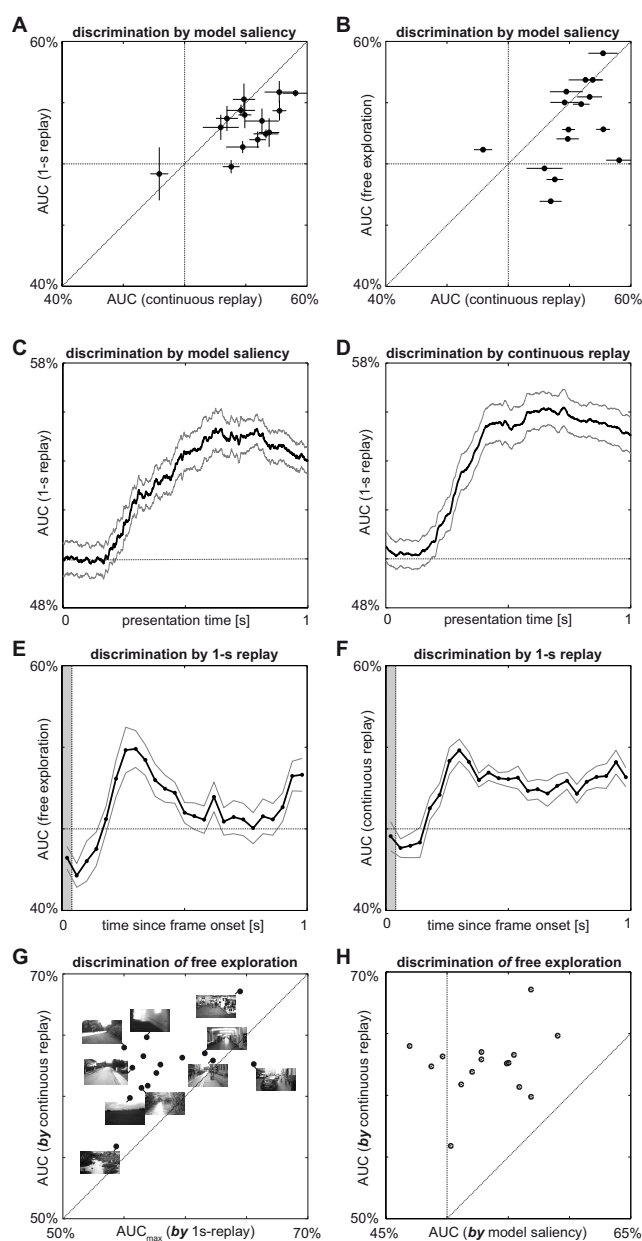 A discrimination by model saliency
60%
AUC (1-s replay)
40%
40% AUC (continuous replay) 60%
B discrimination by model saliency
60%
AUC (free exploration)
40%
40% AUC (continuous replay) 60%
C discrimination by model saliency
58%
AUC (1-s replay)
48%
0 presentation time [s] 1
D discrimination by continuous replay
58%
AUC (1-s replay)
48%
0 presentation time [s] 1
E discrimination by 1-s replay
60%
AUC (free exploration)
40%
0 time since frame onset [s] 1
F discrimination by 1-s replay
60%
AUC (continuous replay)
40%
0 time since frame onset [s] 1
G discrimination of free exploration
70%
AUC (by continuous replay)
50%
50% AUCmax (by 1s-replay) 70%
H discrimination of free exploration
70%
AUC (by continuous replay)
50%
45% AUC (by model saliency) 65%